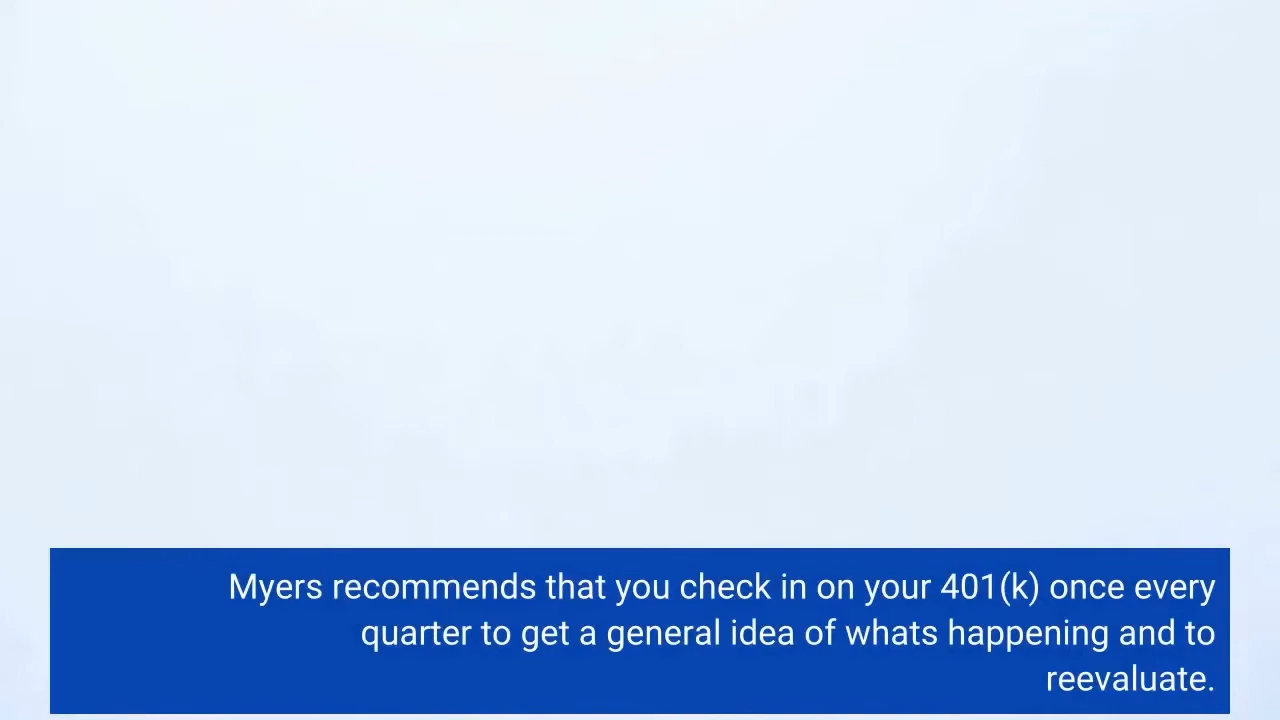 Myers recommends that you check in on your 401(k) once every
quarter to get a general idea of whats happening and to
reevaluate.